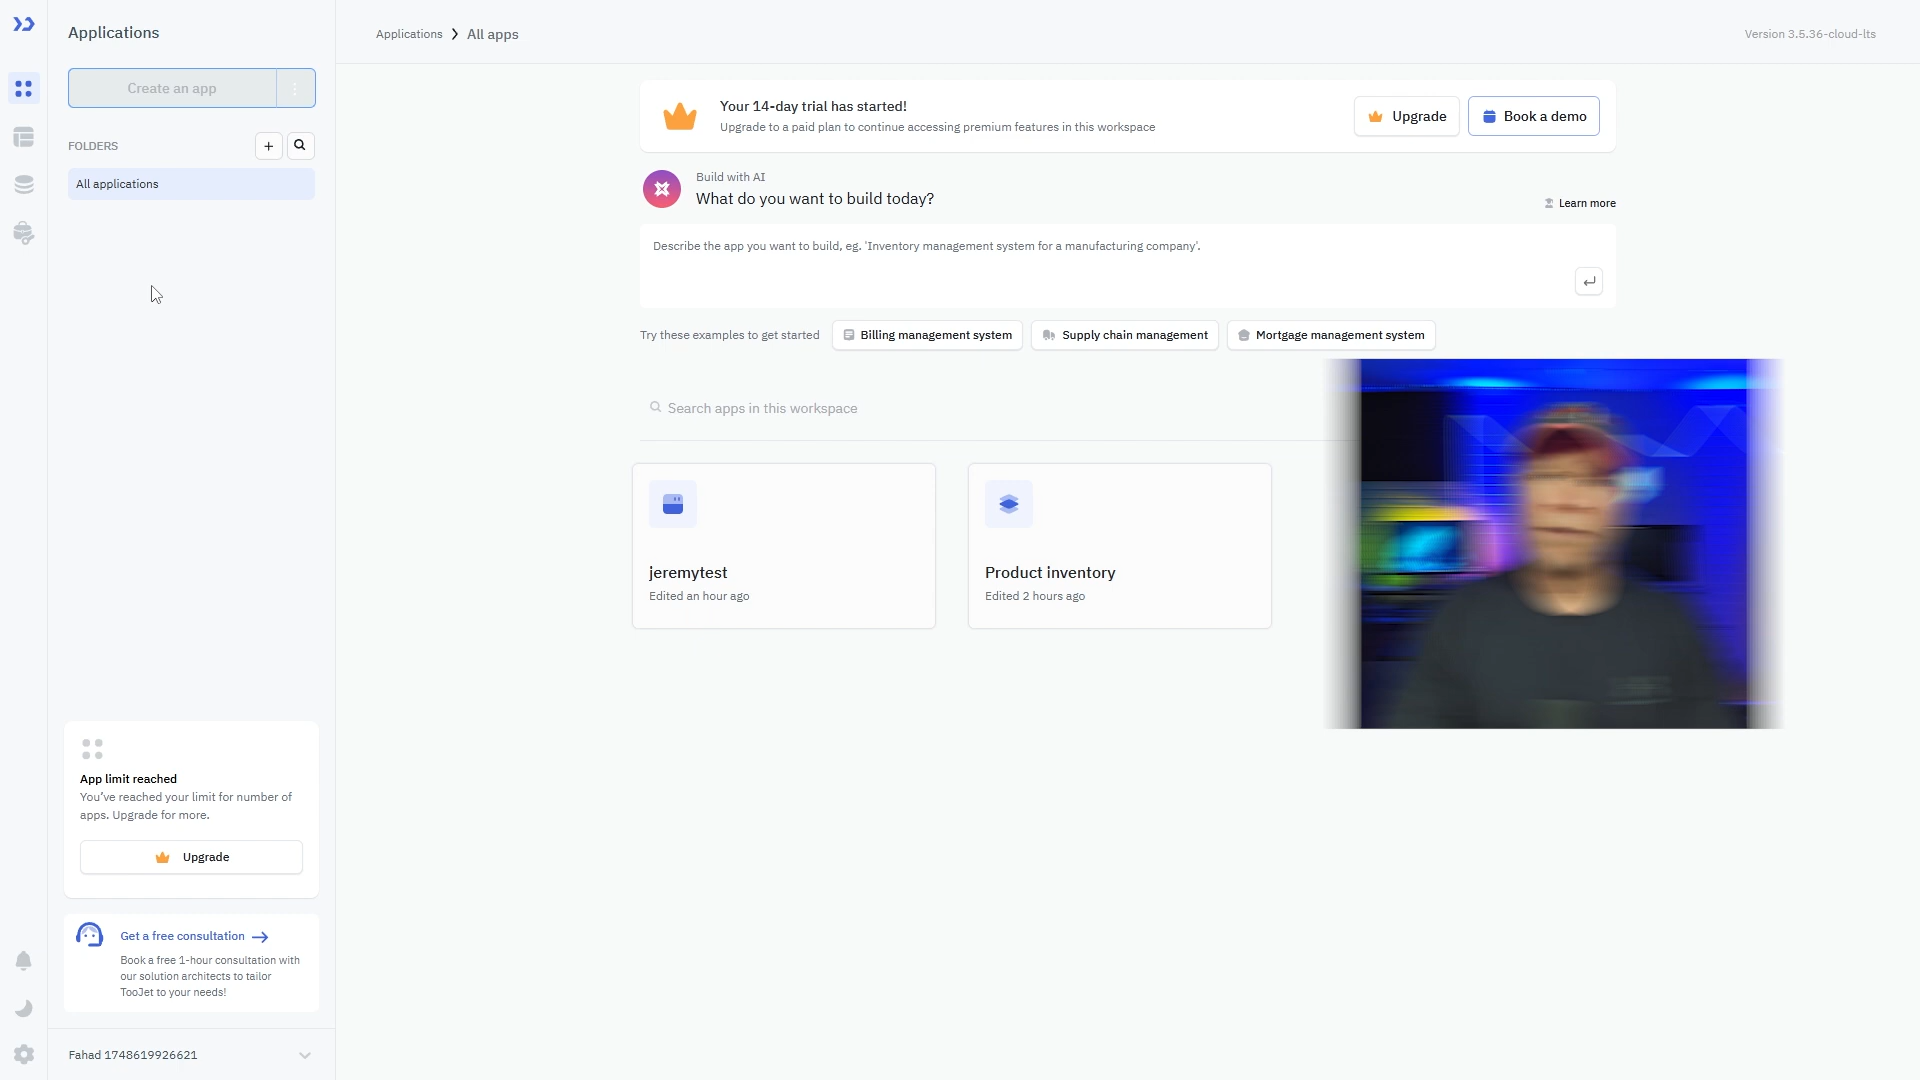 Applications
Create an app
FOLDERS
All applications
App limit reached
You've reached your limit for number of
apps. Upgrade for more.
Upgrade
Get a free consultation
Book a free 1-hour consultation with
our solution architects to tailor
TooJet to your needs!
Fahad 1748619926621
Applications > All apps
Version 3.5.36-cloud-lts
Your 14-day trial has started!
Upgrade to a paid plan to continue accessing premium features in this workspace
Upgrade
Book a demo
Build with AI
What do you want to build today?
Learn more
Describe the app you want to build, eg. 'Inventory management system for a manufacturing company'.
Try these examples to get started
Billing management system
Supply chain management
Mortgage management system
Search apps in this workspace
jeremytest
Edited an hour ago
Product inventory
Edited 2 hours ago